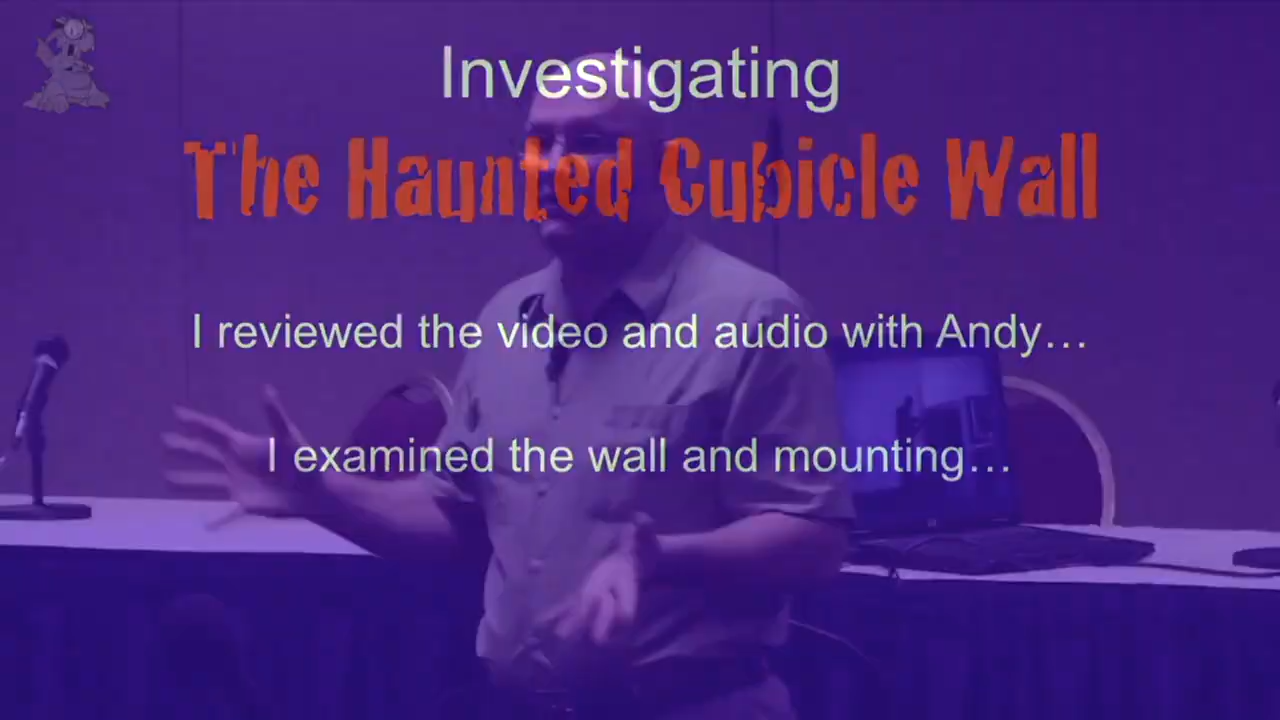 Investigating
The Haunted Cubicle Wall
I reviewed the video and audio with Andy…
I examined the wall and mounting…